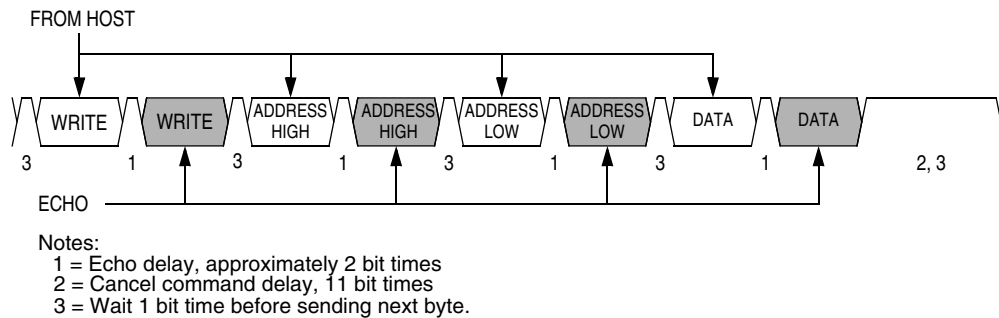 FROM HOST
WRITE
WRITE
ADDRESS
HIGH
ADDRESS
HIGH
ADDRESS
LOW
ADDRESS
LOW
DATA
DATA
3 1 3 1 3 1 3 1 2, 3
ECHO
Notes:
1 = Echo delay, approximately 2 bit times
2 = Cancel command delay, 11 bit times
3 = Wait 1 bit time before sending next byte.